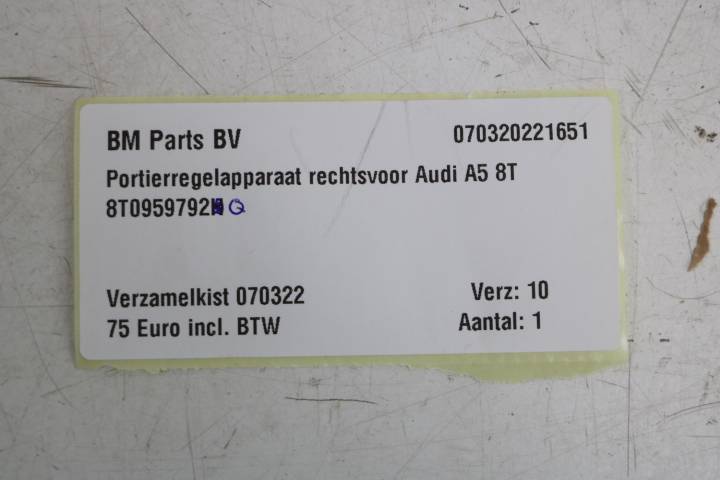 BM Parts BV 070320221651
Portierregelapparaat rechtsvoor Audi A5 8T
8T0959792 Q
Verzamelkist 070322 Verz: 10
75 Euro incl. BTW Aantal: 1